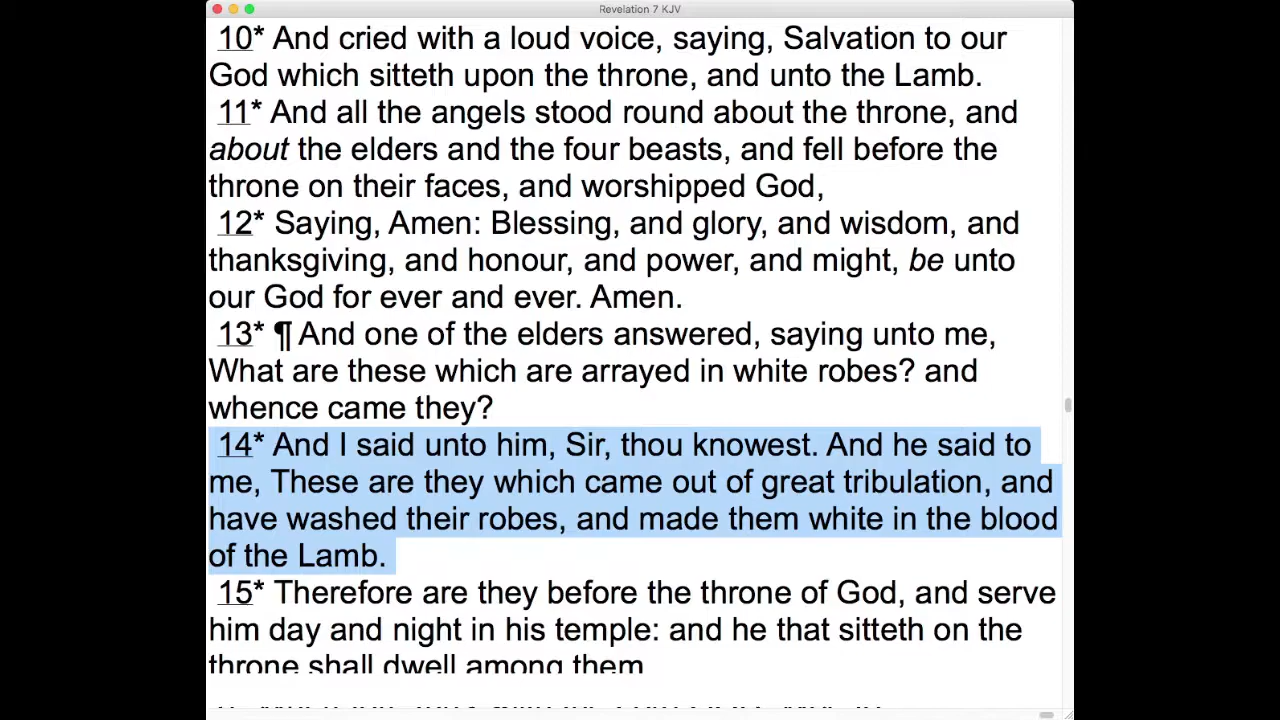 Revelation 7 KJV
10* And cried with a loud voice, saying, Salvation to our
God which sitteth upon the throne, and unto the Lamb.
11* And all the angels stood round about the throne, and
about the elders and the four beasts, and fell before the
throne on their faces, and worshipped God,
12* Saying, Amen: Blessing, and glory, and wisdom, and
thanksgiving, and honour, and power, and might, be unto
our God for ever and ever. Amen.
13* ¶ And one of the elders answered, saying unto me,
What are these which are arrayed in white robes? and
whence came they?
14* And I said unto him, Sir, thou knowest. And he said to
me, These are they which came out of great tribulation, and
have washed their robes, and made them white in the blood
of the Lamb.
15* Therefore are they before the throne of God, and serve
him day and night in his temple: and he that sitteth on the
throne shall dwell among them